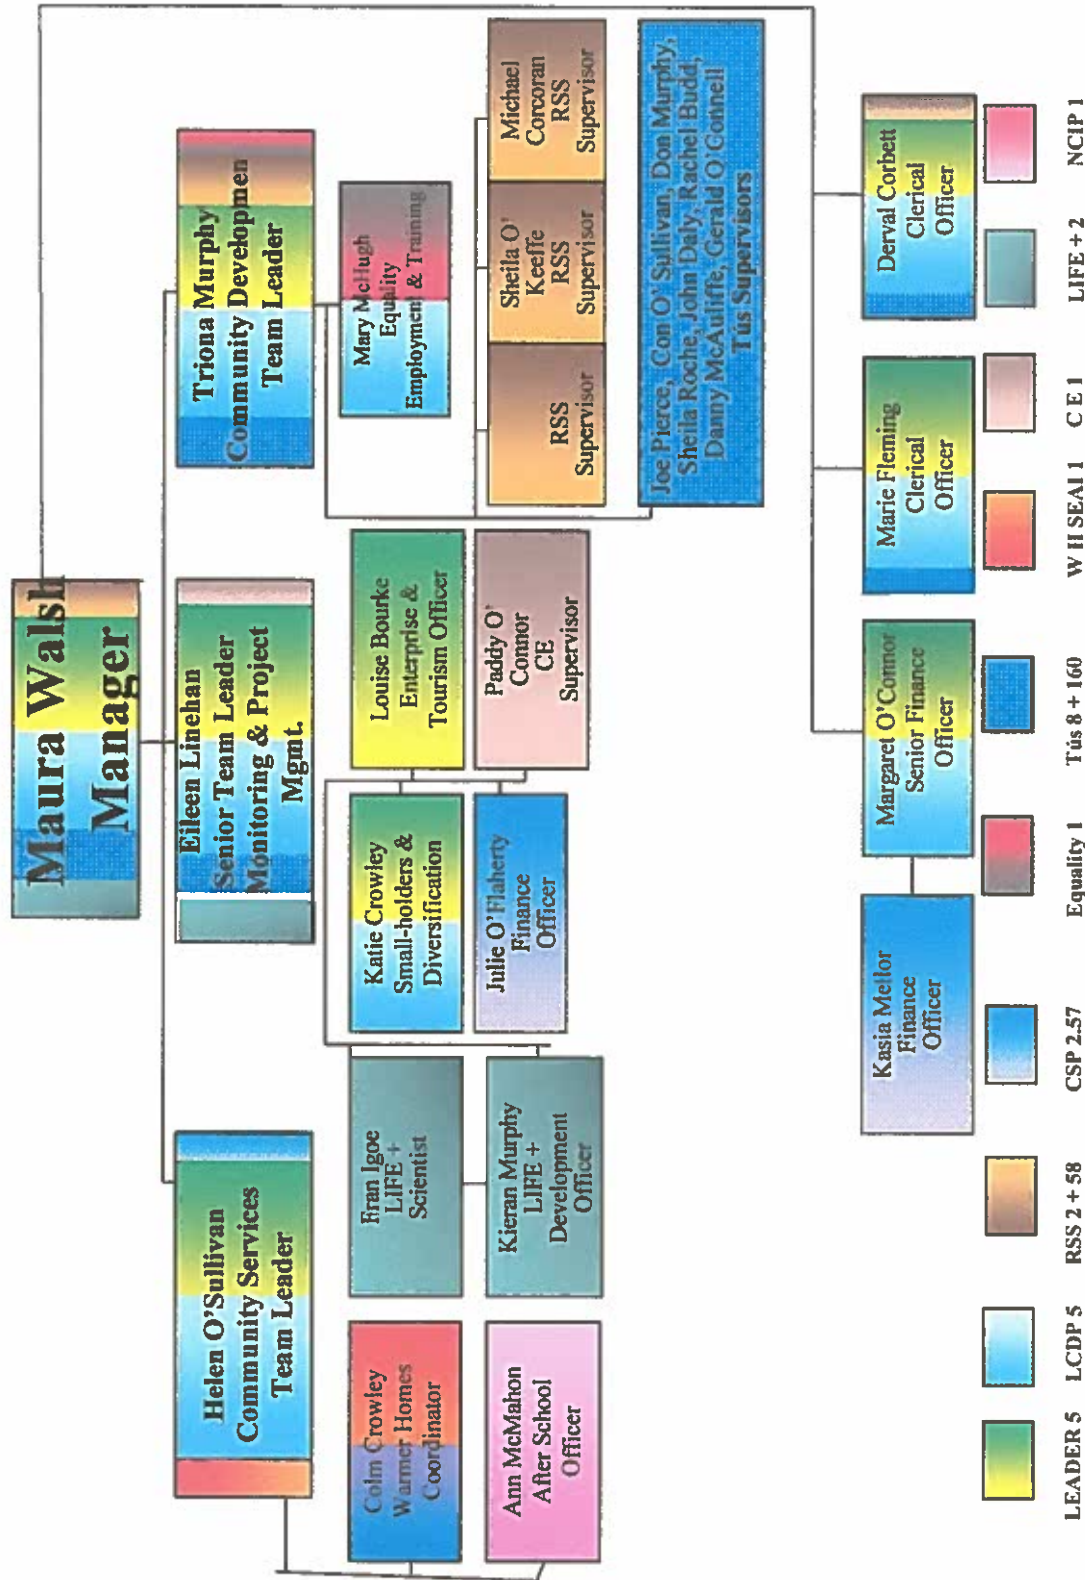 Maura Walsh
Manager
Helen O'Sullivan
Community Services
Team Leader
Eileen Linehan
Senior Team Leader
Monitoring & Project
Mgmt.
Triona Murphy
Community Developmen
Team Leader
Colm Crowley
Warmer Homes
Coordinator
Ann McMahon
After School
Officer
Fran Igoe
LIFE +
Scientist
Kieran Murphy
LIFE +
Development
Officer
Katie Crowley
Small-holders &
Diversification
Julie O'Flaherty
Finance
Officer
Louise Bourke
Enterprise &
Tourism Officer
Paddy O'
Connor
CE
Supervisor
Mary McHugh
Equality
Employment & Training
RSS
Supervisor
Sheila O'
Keeffe
RSS
Supervisor
Michael
Corcoran
RSS
Supervisor
Joe Pierce, Con O'Sullivan, Don Murphy,
Sheila Roche, John Daly, Rachel Budd,
Danny McAuliffe, Gerald O'Connell
Tús Supervisors
Kasia Mellor
Finance
Officer
Margaret O'Connor
Senior Finance
Officer
Marie Fleming
Clerical
Officer
Derval Corbett
Clerical
Officer
LEADER 5
LCDP 5
RSS 2 + 58
CSP 2.57
Equality 1
Tús 8 + 160
W H SEAI 1
C E 1
LIFE + 2
NCIP 1